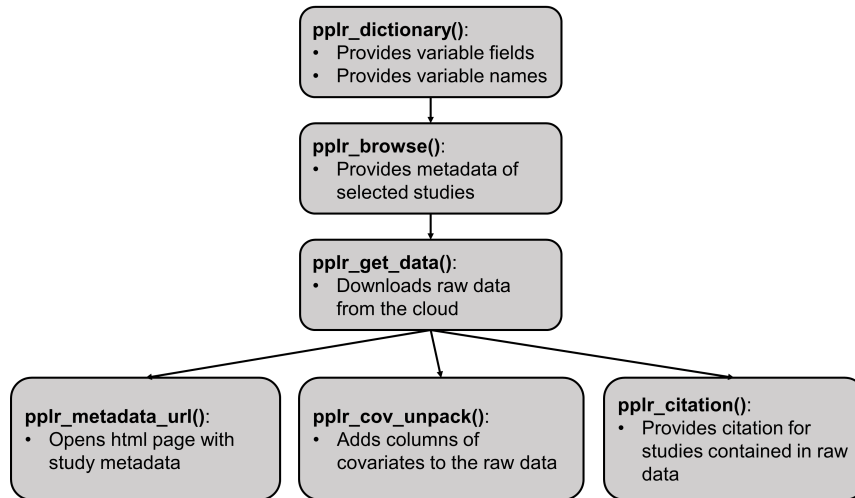 pplr_dictionary():
• Provides variable fields
• Provides variable names
pplr_browse():
• Provides metadata of
selected studies
pplr_get_data():
• Downloads raw data
from the cloud
pplr_metadata_url():
• Opens html page with
study metadata
pplr_cov_unpack():
• Adds columns of
covariates to the raw data
pplr_citation():
• Provides citation for
studies contained in raw
data